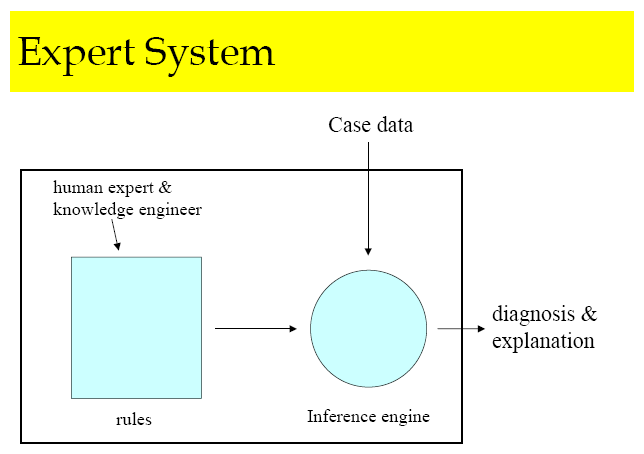 Expert System
Case data
human expert &
knowledge engineer
diagnosis &
explanation
rules
Inference engine